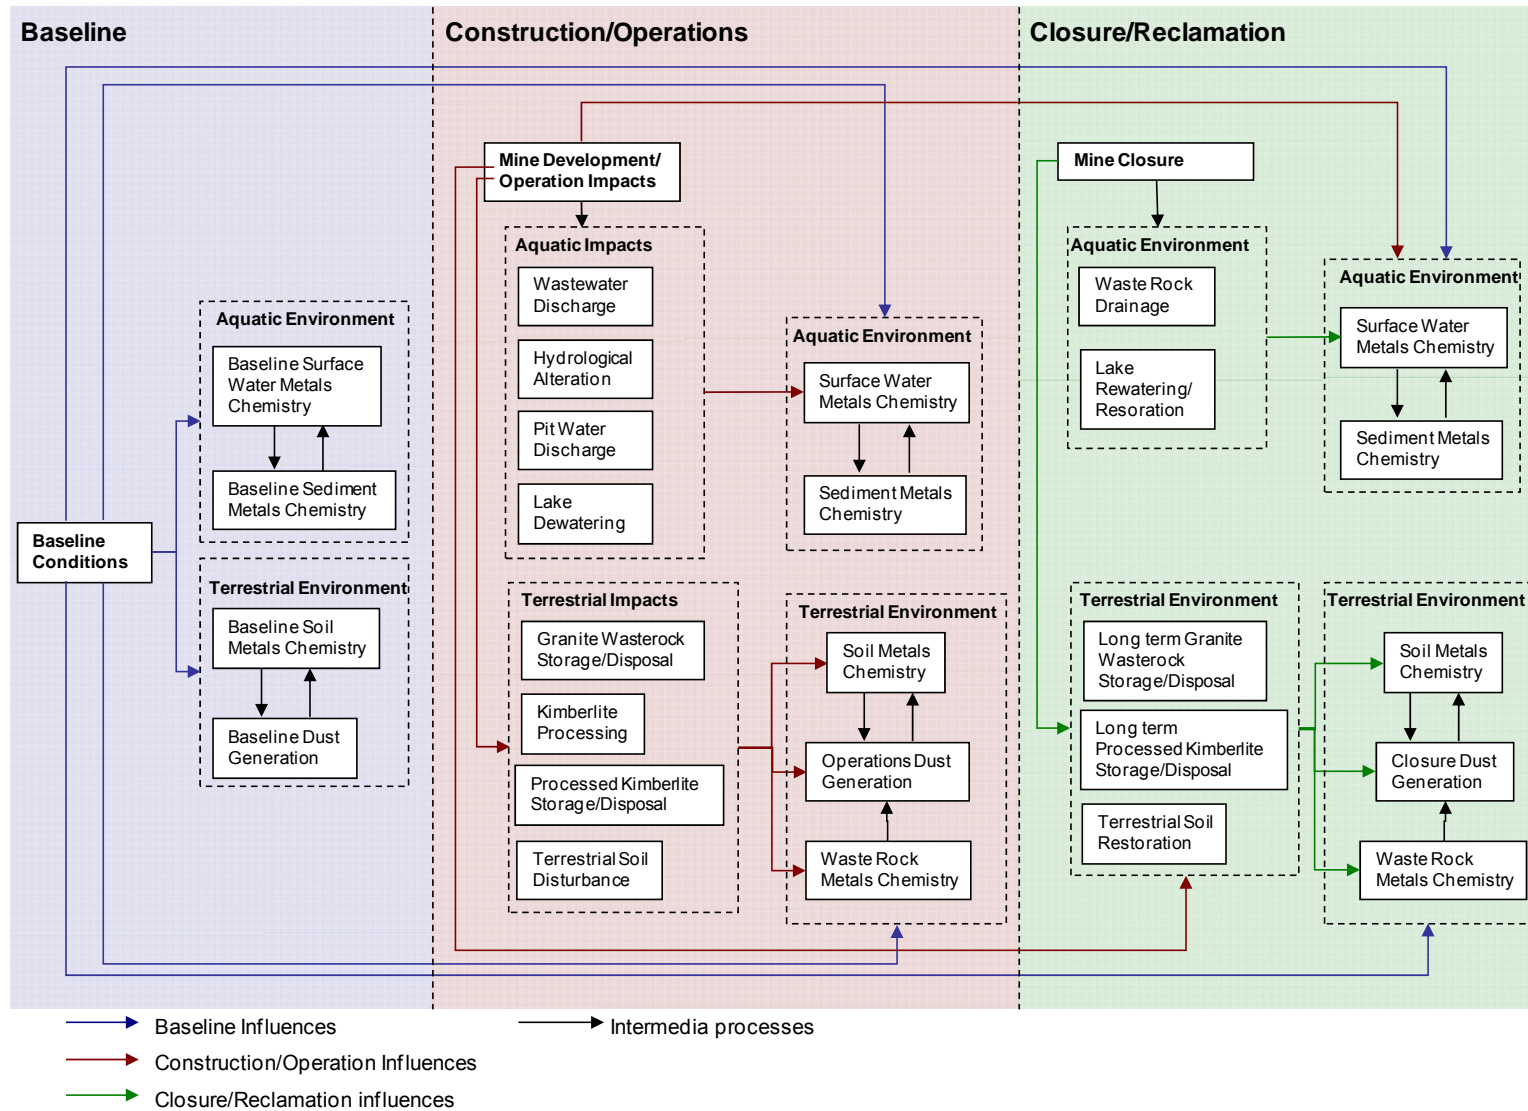 Baseline
Construction/Operations
Closure/Reclamation
Baseline
Conditions
Aquatic Environment
Baseline Surface
Water Metals
Chemistry
Baseline Sediment
Metals Chemistry
Terrestrial Environment
Baseline Soil
Metals Chemistry
Baseline Dust
Generation
Mine Development/
Operation Impacts
Aquatic Impacts
Wastewater
Discharge
Hydrological
Alteration
Pit Water
Discharge
Lake
Dewatering
Terrestrial Impacts
Granite Wasterock
Storage/Disposal
Kimberlite
Processing
Processed Kimberlite
Storage/Disposal
Terrestrial Soil
Disturbance
Aquatic Environment
Surface Water
Metals Chemistry
Sediment Metals
Chemistry
Terrestrial Environment
Soil Metals
Chemistry
Operations Dust
Generation
Waste Rock
Metals Chemistry
Mine Closure
Aquatic Environment
Waste Rock
Drainage
Lake
Rewatering/
Resoration
Terrestrial Environment
Long term Granite
Wasterock
Storage/Disposal
Long term
Processed Kimberlite
Storage/Disposal
Terrestrial Soil
Restoration
Aquatic Environment
Surface Water
Metals Chemistry
Sediment Metals
Chemistry
Terrestrial Environment
Soil Metals
Chemistry
Closure Dust
Generation
Waste Rock
Metals Chemistry
Baseline Influences
Intermedia processes
Construction/Operation Influences
Closure/Reclamation influences